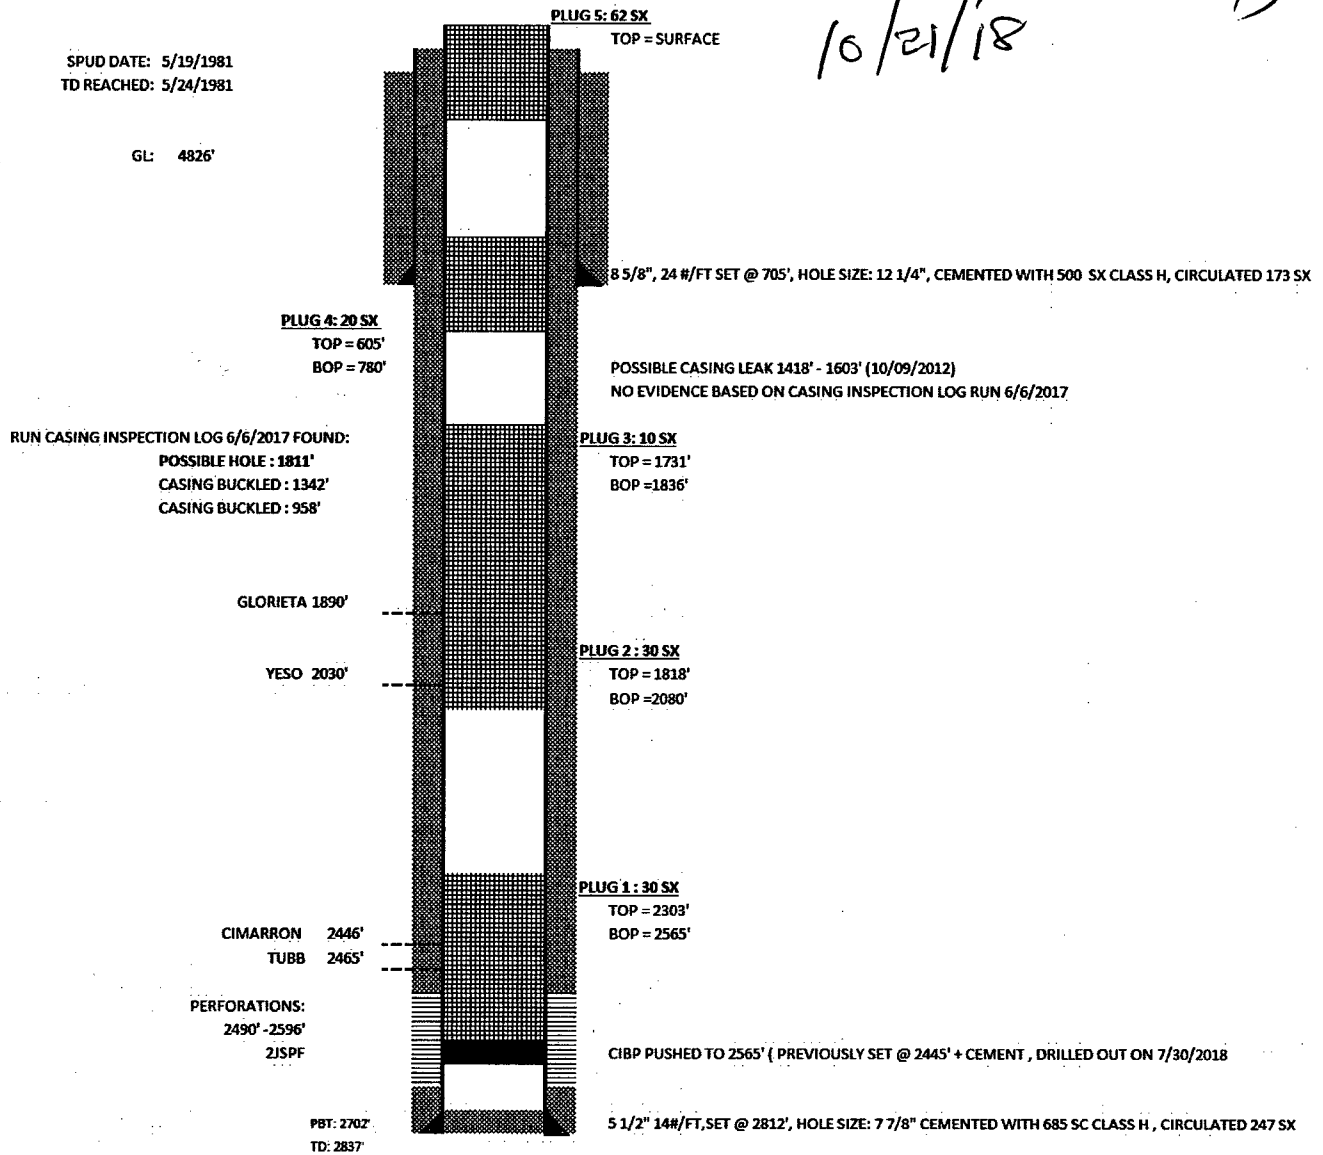 PLUG 5: 62 SX
TOP = SURFACE
10/21/18
SPUD DATE: 5/19/1981
TD REACHED: 5/24/1981
GL: 4826'
8 5/8", 24 #/FT SET @ 705', HOLE SIZE: 12 1/4", CEMENTED WITH 500 SX CLASS H, CIRCULATED 173 SX
PLUG 4: 20 SX
TOP = 605'
BOP = 780'
POSSIBLE CASING LEAK 1418' - 1603' (10/09/2012)
NO EVIDENCE BASED ON CASING INSPECTION LOG RUN 6/6/2017
RUN CASING INSPECTION LOG 6/6/2017 FOUND:
POSSIBLE HOLE : 1811'
CASING BUCKLED : 1342'
CASING BUCKLED : 958'
PLUG 3: 10 SX
TOP = 1731'
BOP =1836'
GLORIETA 1890'
YESO 2030'
PLUG 2 : 30 SX
TOP = 1818'
BOP =2080'
PLUG 1 : 30 SX
TOP = 2303'
BOP = 2565'
CIMARRON 2446'
TUBB 2465'
PERFORATIONS:
2490' -2596'
2JSPF
CIBP PUSHED TO 2565' ( PREVIOUSLY SET @ 2445' + CEMENT , DRILLED OUT ON 7/30/2018
PBT: 2702'
TD: 2837'
5 1/2" 14#/FT,SET @ 2812', HOLE SIZE: 7 7/8" CEMENTED WITH 685 SC CLASS H , CIRCULATED 247 SX